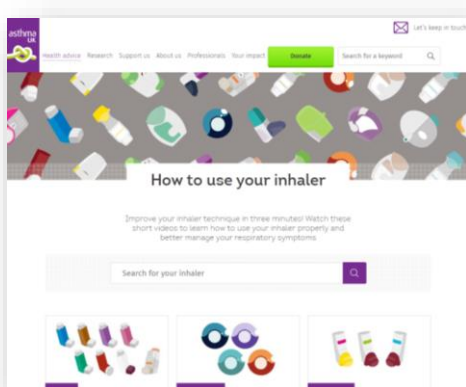 asthma
UK
Let's keep in touch
Health advice Research Support us About us Professionals Your impact Donate Search for a keyword
How to use your inhaler
Improve your inhaler technique in three minutes! Watch these
short videos to learn how to use your inhaler properly and
better manage your respiratory symptoms
Search for your inhaler